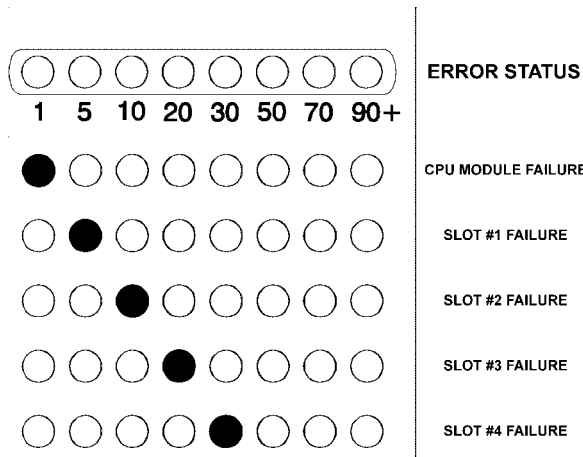 ERROR STATUS
1 5 10 20 30 50 70 90+
CPU MODULE FAILURE
SLOT #1 FAILURE
SLOT #2 FAILURE
SLOT #3 FAILURE
SLOT #4 FAILURE